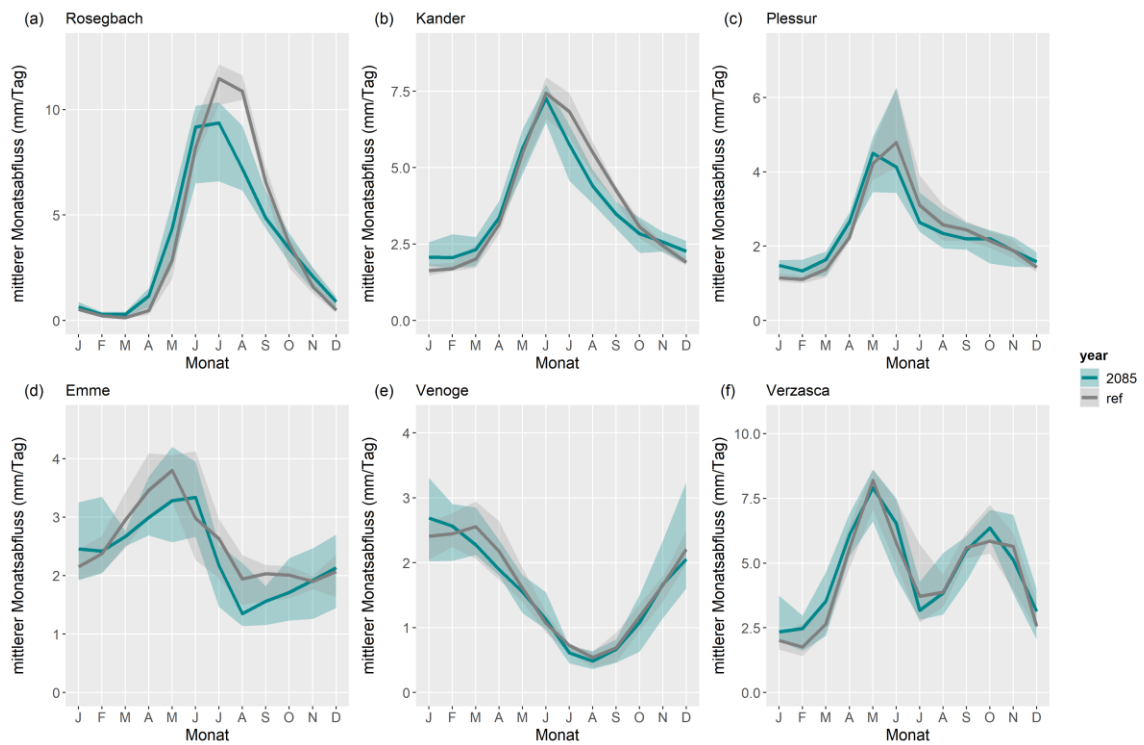 (a) Rosegbach
mittlerer Monatsabfluss (mm/Tag)
10
5
0
J F M A M J J A S O N D
Monat
(b) Kander
mittlerer Monatsabfluss (mm/Tag)
7.5
5.0
2.5
0.0
J F M A M J J A S O N D
Monat
(c) Plessur
mittlerer Monatsabfluss (mm/Tag)
6
4
2
0
J F M A M J J A S O N D
Monat
year
2085
ref
(d) Emme
mittlerer Monatsabfluss (mm/Tag)
4
3
2
1
0
J F M A M J J A S O N D
Monat
(e) Venoge
mittlerer Monatsabfluss (mm/Tag)
4
3
2
1
0
J F M A M J J A S O N D
Monat
(f) Verzasca
mittlerer Monatsabfluss (mm/Tag)
10.0
7.5
5.0
2.5
0.0
J F M A M J J A S O N D
Monat